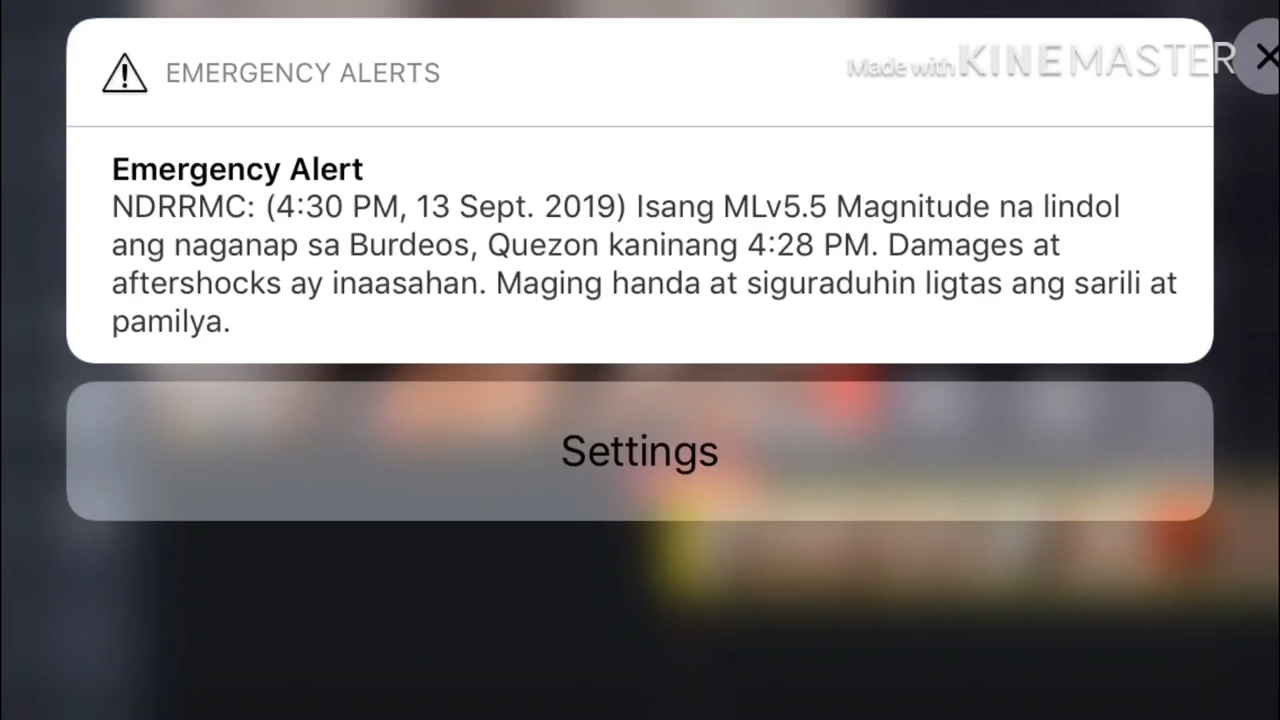 EMERGENCY ALERTS
Made with KINEMASTER
Emergency Alert
NDRRMC: (4:30 PM, 13 Sept. 2019) Isang MLv5.5 Magnitude na lindol
ang naganap sa Burdeos, Quezon kaninang 4:28 PM. Damages at
aftershocks ay inaasahan. Maging handa at siguraduhin ligtas ang sarili at
pamilya.
Settings